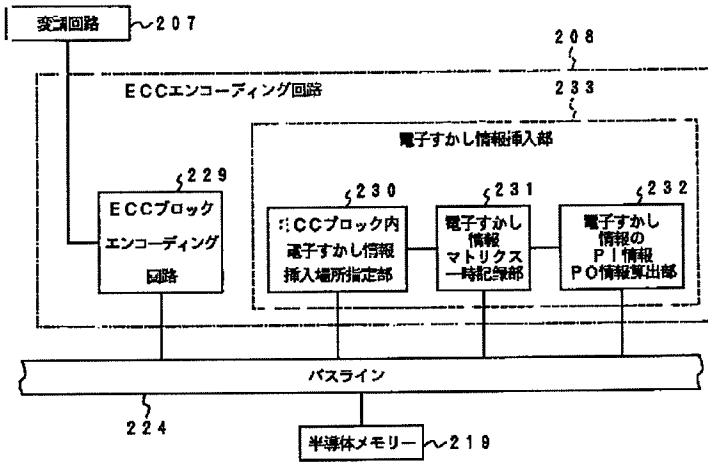 変調回路
207
208
ECCエンコーディング回路
233
電子すかし情報挿入部
229
ECCブロック
エンコーディング
回路
230
ECCブロック内
電子すかし情報
挿入場所指定部
231
電子すかし
情報
マトリクス
一時記録部
232
電子すかし
情報の
PI情報
PO情報算出部
バスライン
224
半導体メモリー
219